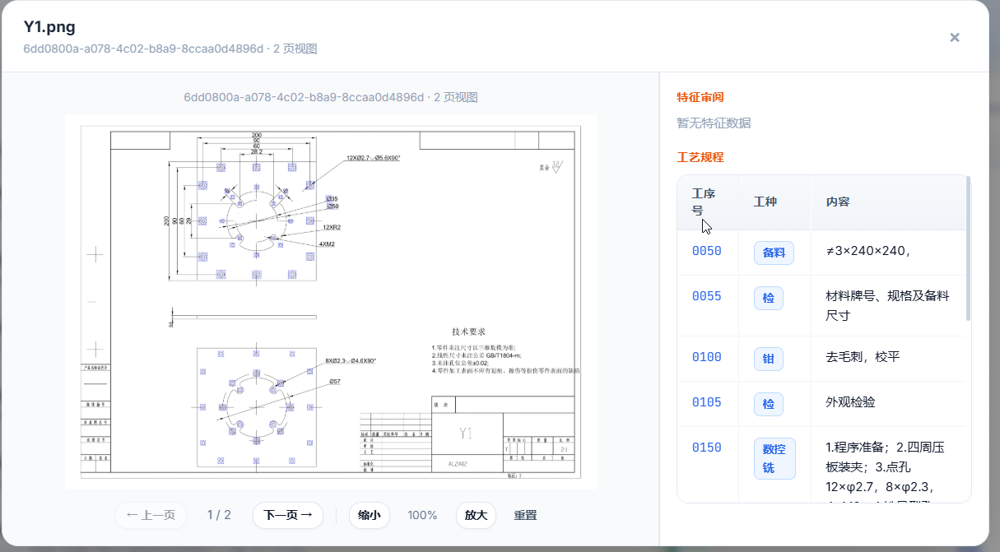 Y1.png
6dd0800a-a078-4c02-b8a9-8ccaa0d4896d · 2 页视图
6dd0800a-a078-4c02-b8a9-8ccaa0d4896d · 2 页视图
200
90
60
28.2
12XØ2.7⌵Ø5.6X90°
其余 3.2
Ø35
Ø50
200
90
60
29
12XR2
4XM2
技术要求
1.零件未注尺寸以三维数模为准;
2.线性尺寸未注公差 GB/T1804-m;
3.未注孔位公差±0.02;
4.零件加工表面不应有划痕、擦伤等损伤零件表面的缺陷
8XØ2.3⌵Ø4.6X90°
Ø57
Y1
AL2A12
2:1
← 上一页
1 / 2
下一页 →
缩小
100%
放大
重置
特征审阅
暂无特征数据
工艺规程
工序号
工种
内容
0050
备料
≠3×240×240，
0055
检
材料牌号、规格及备料
尺寸
0100
钳
去毛刺，校平
0105
检
外观检验
0150
数控
铣
1.程序准备；2.四周压
板装夹；3.点孔
12×φ2.7，8×φ2.3，